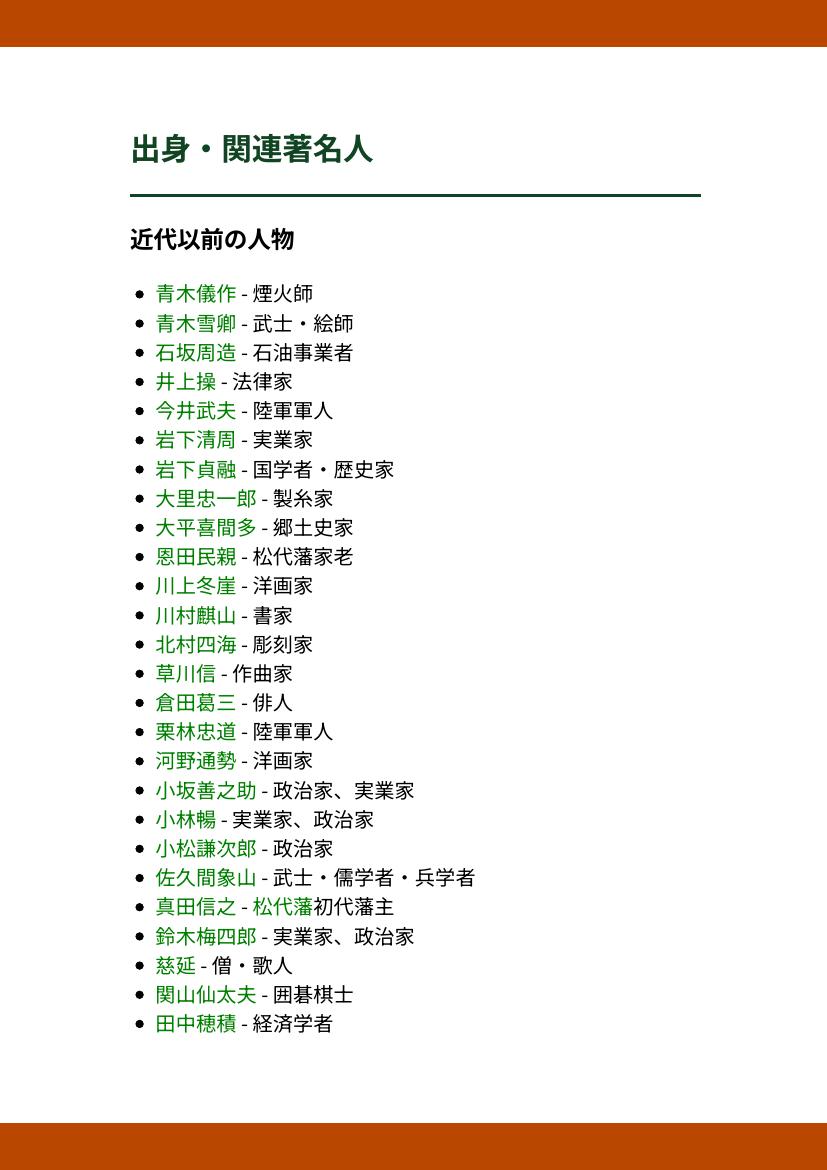 出身・関連著名人
近代以前の人物
青木儀作 - 煙火師
青木雪卿 - 武士・絵師
石坂周造 - 石油事業者
井上操 - 法律家
今井武夫 - 陸軍軍人
岩下清周 - 実業家
岩下貞融 - 国学者・歴史家
大里忠一郎 - 製糸家
大平喜間多 - 郷土史家
恩田民親 - 松代藩家老
川上冬崖 - 洋画家
川村麒山 - 書家
北村四海 - 彫刻家
草川信 - 作曲家
倉田葛三 - 俳人
栗林忠道 - 陸軍軍人
河野通勢 - 洋画家
小坂善之助 - 政治家、実業家
小林暢 - 実業家、政治家
小松謙次郎 - 政治家
佐久間象山 - 武士・儒学者・兵学者
真田信之 - 松代藩初代藩主
鈴木梅四郎 - 実業家、政治家
慈延 - 僧・歌人
関山仙太夫 - 囲碁棋士
田中穂積 - 経済学者